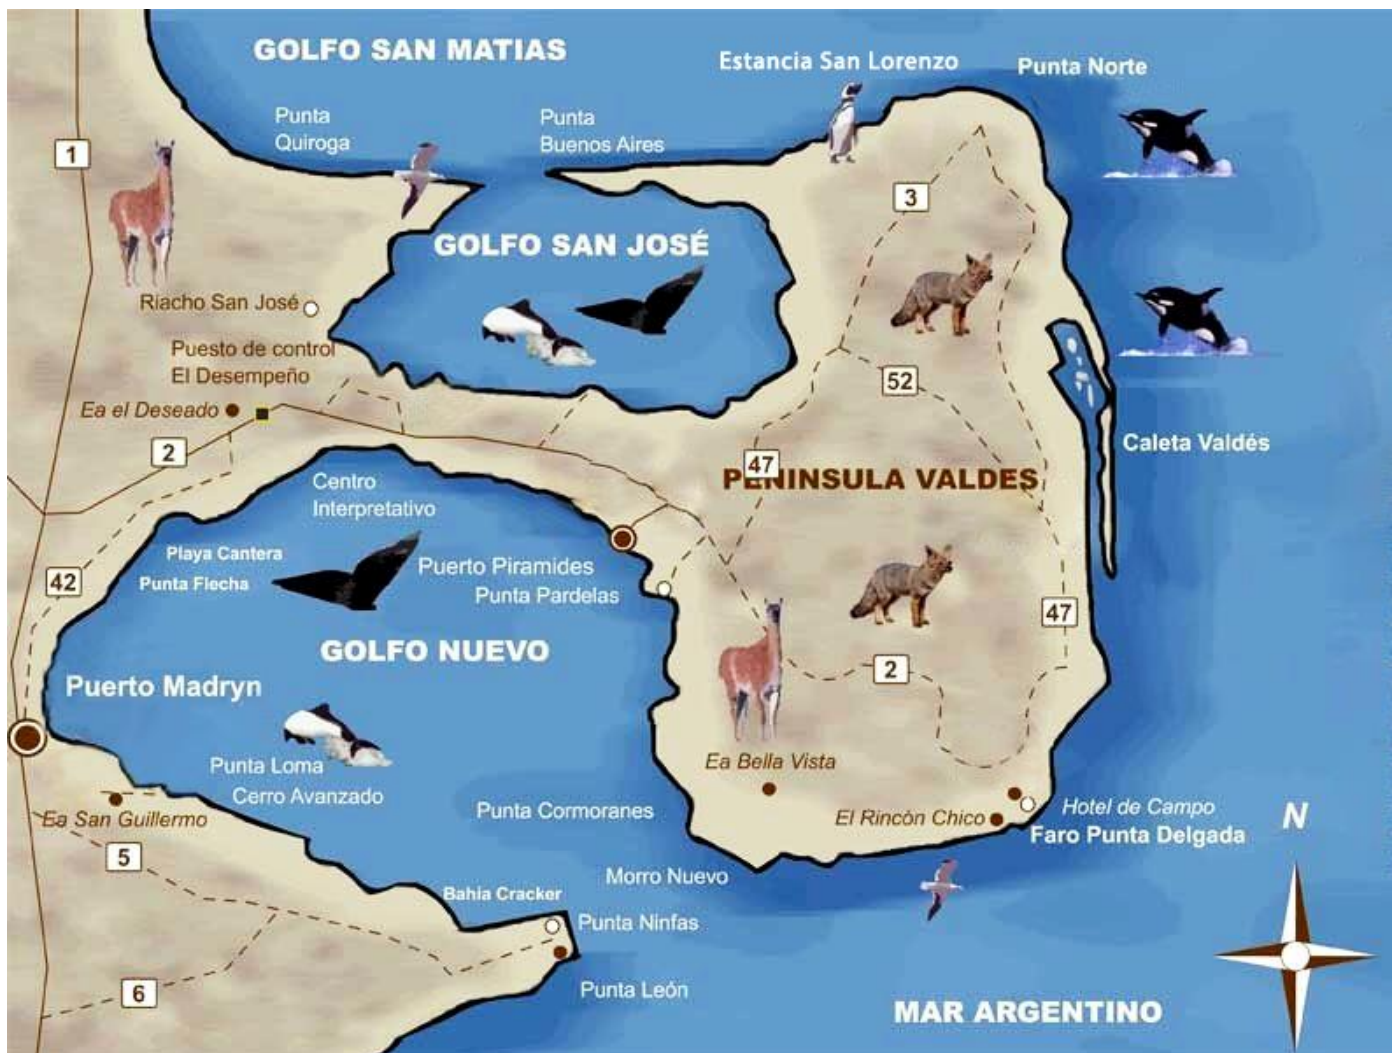 GOLFO SAN MATIAS
Estancia San Lorenzo
Punta Norte
Punta
Quiroga
Punta
Buenos Aires
1
3
GOLFO SAN JOSÉ
Riacho San José
Puesto de control
El Desempeño
52
Ea el Deseado
2
47
Caleta Valdés
PENINSULA VALDES
Centro
Interpretativo
Playa Cantera
Punta Flecha
Puerto Piramides
Punta Pardelas
42
47
GOLFO NUEVO
2
Puerto Madryn
Punta Loma
Cerro Avanzado
Ea Bella Vista
Punta Cormoranes
Ea San Guillermo
El Rincón Chico
Hotel de Campo
Faro Punta Delgada
N
5
Morro Nuevo
Bahia Cracker
Punta Ninfas
6
Punta León
MAR ARGENTINO